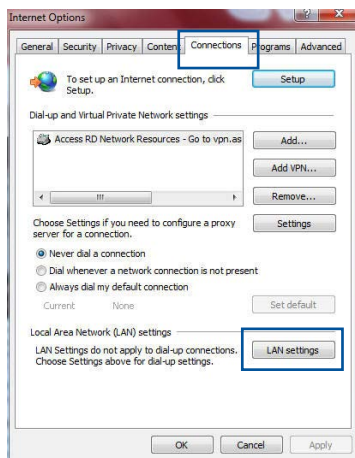 Internet Options
General Security Privacy Content Connections Programs Advanced
To set up an Internet connection, click
Setup.
Setup
Dial-up and Virtual Private Network settings
Access RD Network Resources - Go to vpn.as
Add...
Add VPN...
Remove...
Choose Settings if you need to configure a proxy
server for a connection.
Settings
Never dial a connection
Dial whenever a network connection is not present
Always dial my default connection
Current None
Set default
Local Area Network (LAN) settings
LAN Settings do not apply to dial-up connections.
Choose Settings above for dial-up settings.
LAN settings
OK Cancel Apply